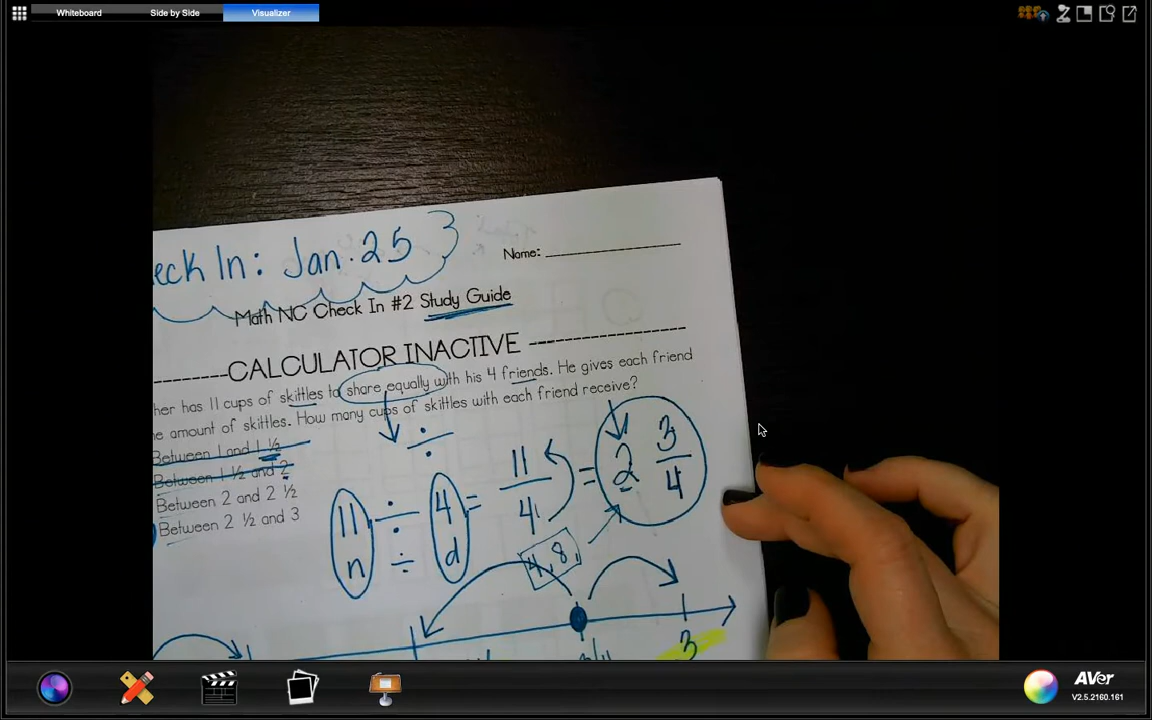 Whiteboard Side by Side Visualizer
eck In: Jan. 25
Name:
Math NC Check In #2 Study Guide
CALCULATOR INACTIVE
her has 11 cups of skittles to share equally with his 4 friends. He gives each friend
e amount of skittles. How many cups of skittles with each friend receive?
Between 1 and 1 ½
Between 1 ½ and 2
Between 2 and 2 ½
Between 2 ½ and 3
÷
11 ÷ 4 = 11/4 = 2 3/4
n ÷ d
4, 8,
3
AVer
V2.5.2160.161